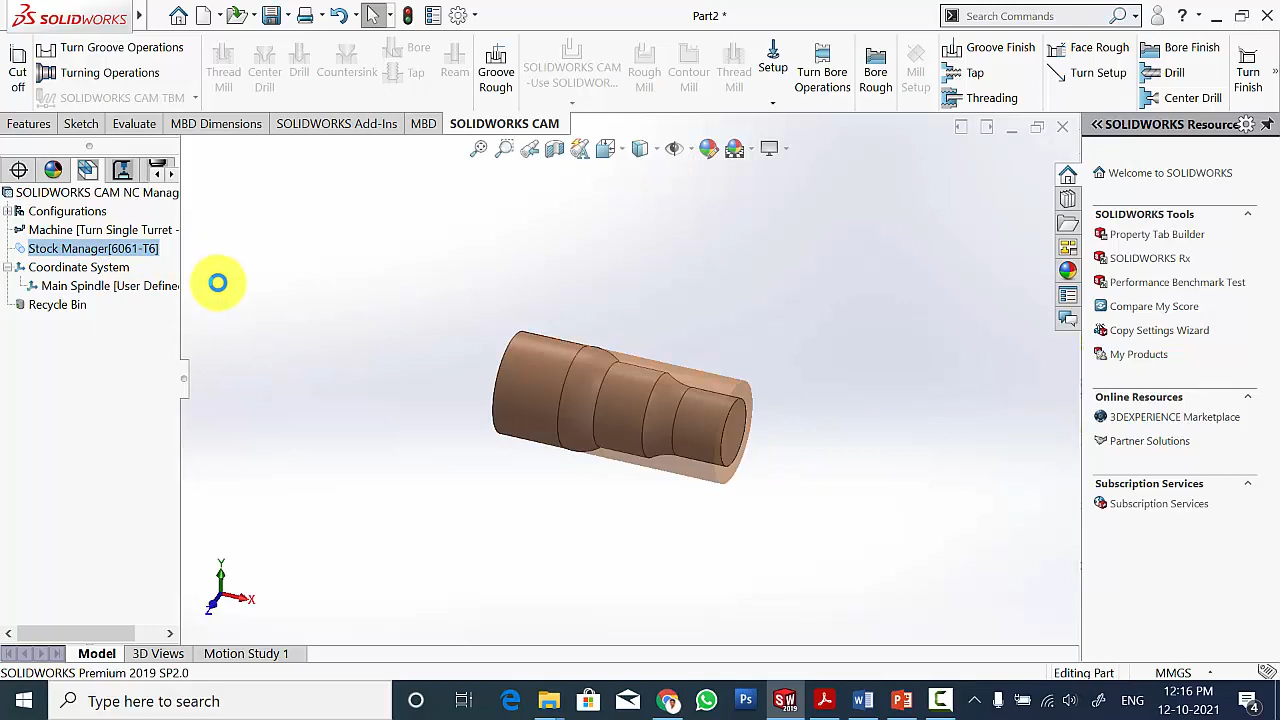 SOLIDWORKS
Part2 *
Search Commands
?
Cut off
Turn Groove Operations
Turning Operations
SOLIDWORKS CAM TBM
Thread Mill
Center Drill
Drill
Countersink
Bore
Tap
Ream
Groove Rough
SOLIDWORKS CAM -Use SOLIDWOR...
Rough Mill
Contour Mill
Thread Mill
Setup
Turn Bore Operations
Bore Rough
Mill Setup
Groove Finish
Tap
Threading
Face Rough
Turn Setup
Bore Finish
Drill
Center Drill
Turn Finish
Features
Sketch
Evaluate
MBD Dimensions
SOLIDWORKS Add-Ins
MBD
SOLIDWORKS CAM
SOLIDWORKS CAM NC Manag
Configurations
Machine [Turn Single Turret -
Stock Manager[6061-T6]
Coordinate System
Main Spindle [User Define
Recycle Bin
Y
X
Z
SOLIDWORKS Resource
Welcome to SOLIDWORKS
SOLIDWORKS Tools
Property Tab Builder
SOLIDWORKS Rx
Performance Benchmark Test
Compare My Score
Copy Settings Wizard
My Products
Online Resources
3DEXPERIENCE Marketplace
Partner Solutions
Subscription Services
Subscription Services
Model
3D Views
Motion Study 1
SOLIDWORKS Premium 2019 SP2.0
Editing Part
MMGS
Type here to search
Ps
SW 2019
ENG
12:16 PM
12-10-2021
4